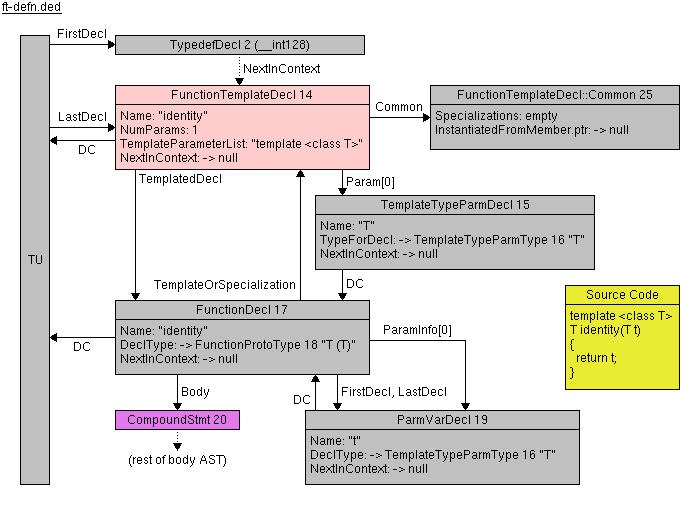 ft-defn.ded
FirstDecl
TypedefDecl 2 (__int128)
NextInContext
FunctionTemplateDecl 14
Name: "identity"
NumParams: 1
TemplateParameterList: "template <class T>"
NextInContext: -> null
LastDecl
DC
Common
FunctionTemplateDecl::Common 25
Specializations: empty
InstantiatedFromMember.ptr: -> null
TemplatedDecl
Param[0]
TemplateTypeParmDecl 15
Name: "T"
TypeForDecl: -> TemplateTypeParmType 16 "T"
NextInContext: -> null
TU
TemplateOrSpecialization
DC
FunctionDecl 17
Name: "identity"
DeclType: -> FunctionProtoType 18 "T (T)"
NextInContext: -> null
DC
ParamInfo[0]
Source Code
template <class T>
T identity(T t)
{
return t;
}
Body
DC
FirstDecl, LastDecl
CompoundStmt 20
(rest of body AST)
ParmVarDecl 19
Name: "t"
DeclType: -> TemplateTypeParmType 16 "T"
NextInContext: -> null